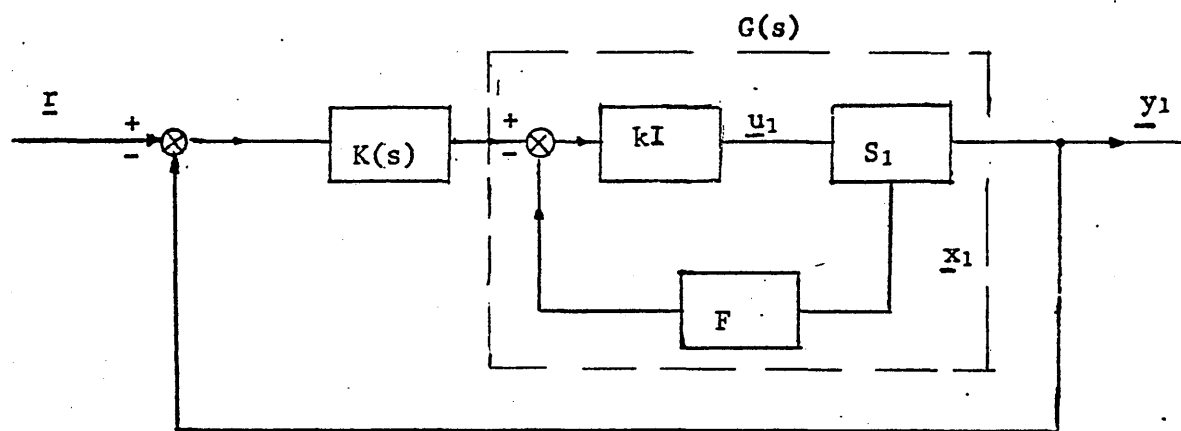 G(s)
r
+
-
K(s)
+
-
kI
u1
S1
y1
x1
F